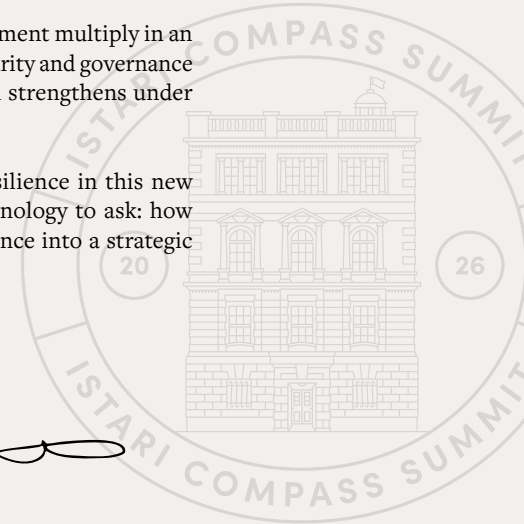 ment multiply in an
rity and governance
strengthens under
silience in this new
nology to ask: how
nce into a strategic
ISTARI COMPASS SUMMIT
20
26
ISTARI COMPASS SUMMIT